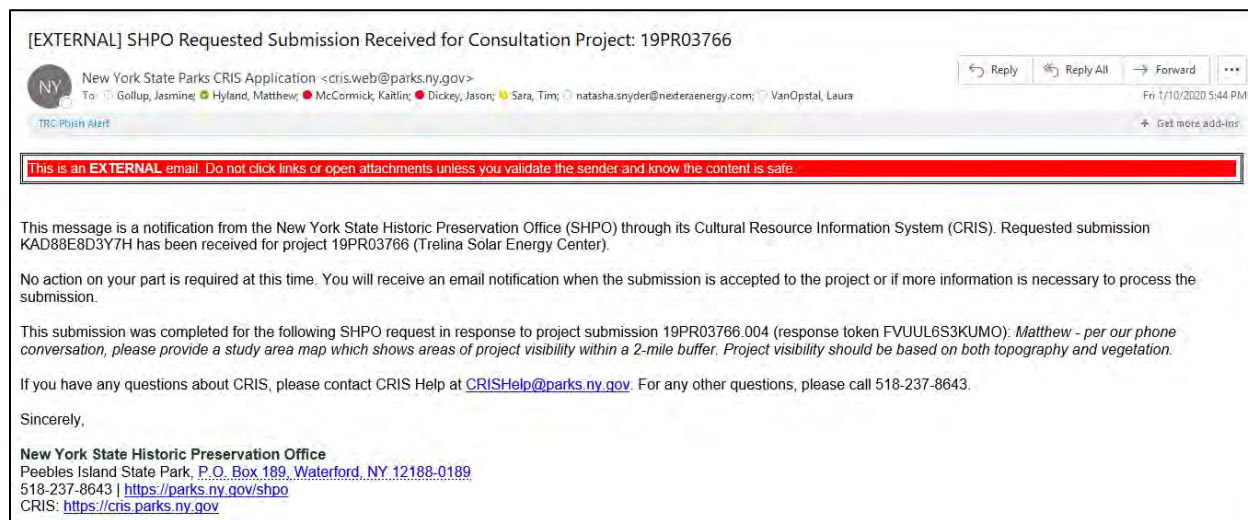 [EXTERNAL] SHPO Requested Submission Received for Consultation Project: 19PR03766
NY
New York State Parks CRIS Application <cris.web@parks.ny.gov>
To Gollup, Jasmine; Hyland, Matthew; McCormick, Kaitlin; Dickey, Jason; Sara, Tim; natasha.snyder@nexteraenergy.com; VanOpstal, Laura
Reply Reply All Forward ...
Fri 1/10/2020 5:44 PM
TRC Phish Alert + Get more add-ins
This is an EXTERNAL email. Do not click links or open attachments unless you validate the sender and know the content is safe.
This message is a notification from the New York State Historic Preservation Office (SHPO) through its Cultural Resource Information System (CRIS). Requested submission
KAD88E8D3Y7H has been received for project 19PR03766 (Trelina Solar Energy Center).
No action on your part is required at this time. You will receive an email notification when the submission is accepted to the project or if more information is necessary to process the
submission.
This submission was completed for the following SHPO request in response to project submission 19PR03766.004 (response token FVUUL6S3KUMO): Matthew - per our phone
conversation, please provide a study area map which shows areas of project visibility within a 2-mile buffer. Project visibility should be based on both topography and vegetation.
If you have any questions about CRIS, please contact CRIS Help at CRISHelp@parks.ny.gov. For any other questions, please call 518-237-8643.
Sincerely,
New York State Historic Preservation Office
Peebles Island State Park, P.O. Box 189, Waterford, NY 12188-0189
518-237-8643 | https://parks.ny.gov/shpo
CRIS: https://cris.parks.ny.gov